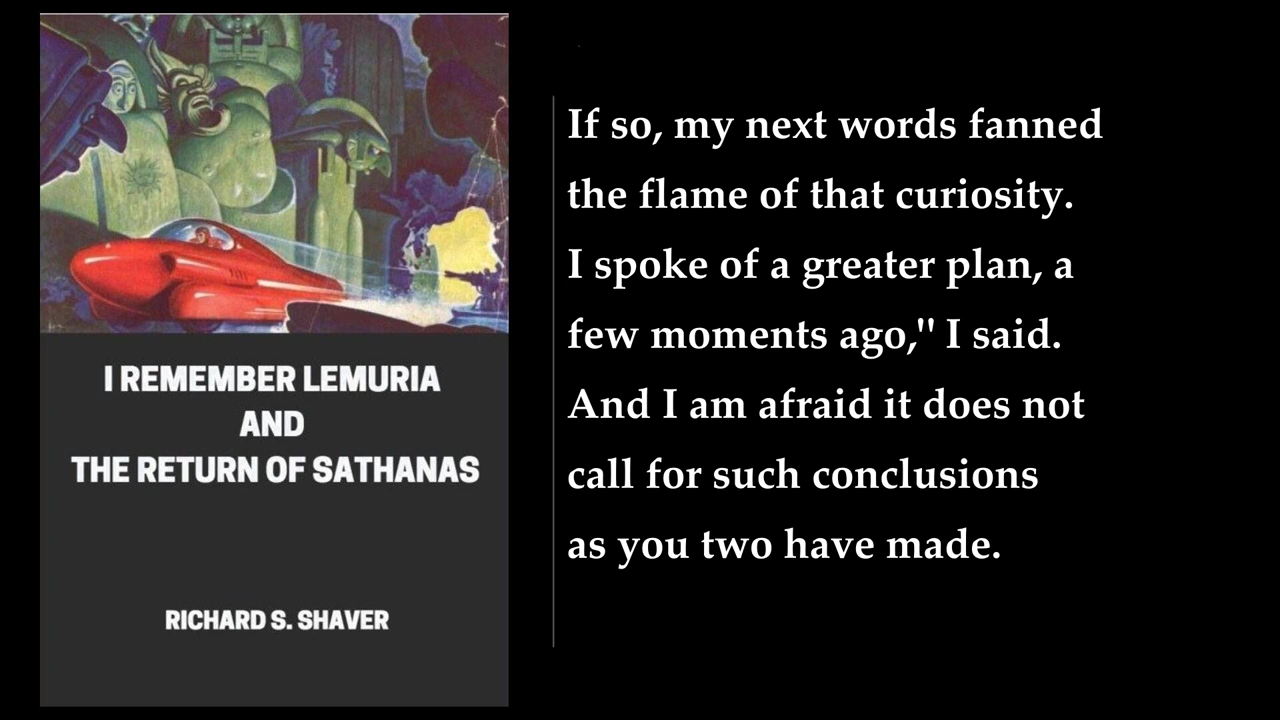 I REMEMBER LEMURIA
AND
THE RETURN OF SATHANAS
RICHARD S. SHAVER
If so, my next words fanned
the flame of that curiosity.
I spoke of a greater plan, a
few moments ago," I said.
And I am afraid it does not
call for such conclusions
as you two have made.